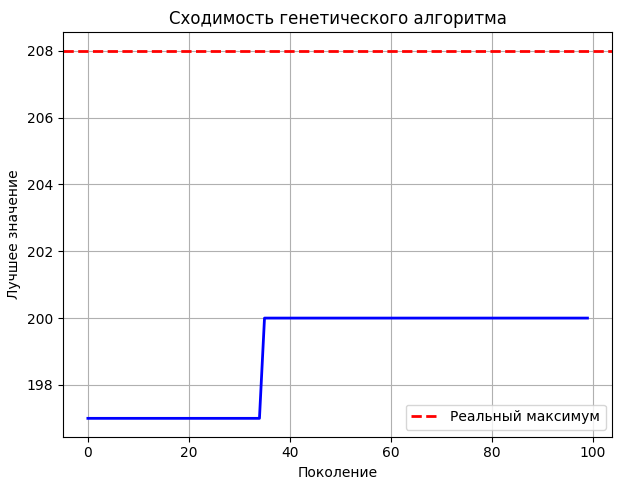 Сходимость генетического алгоритма
208
206
204
202
200
198
Лучшее значение
0 20 40 60 80 100
Поколение
Реальный максимум